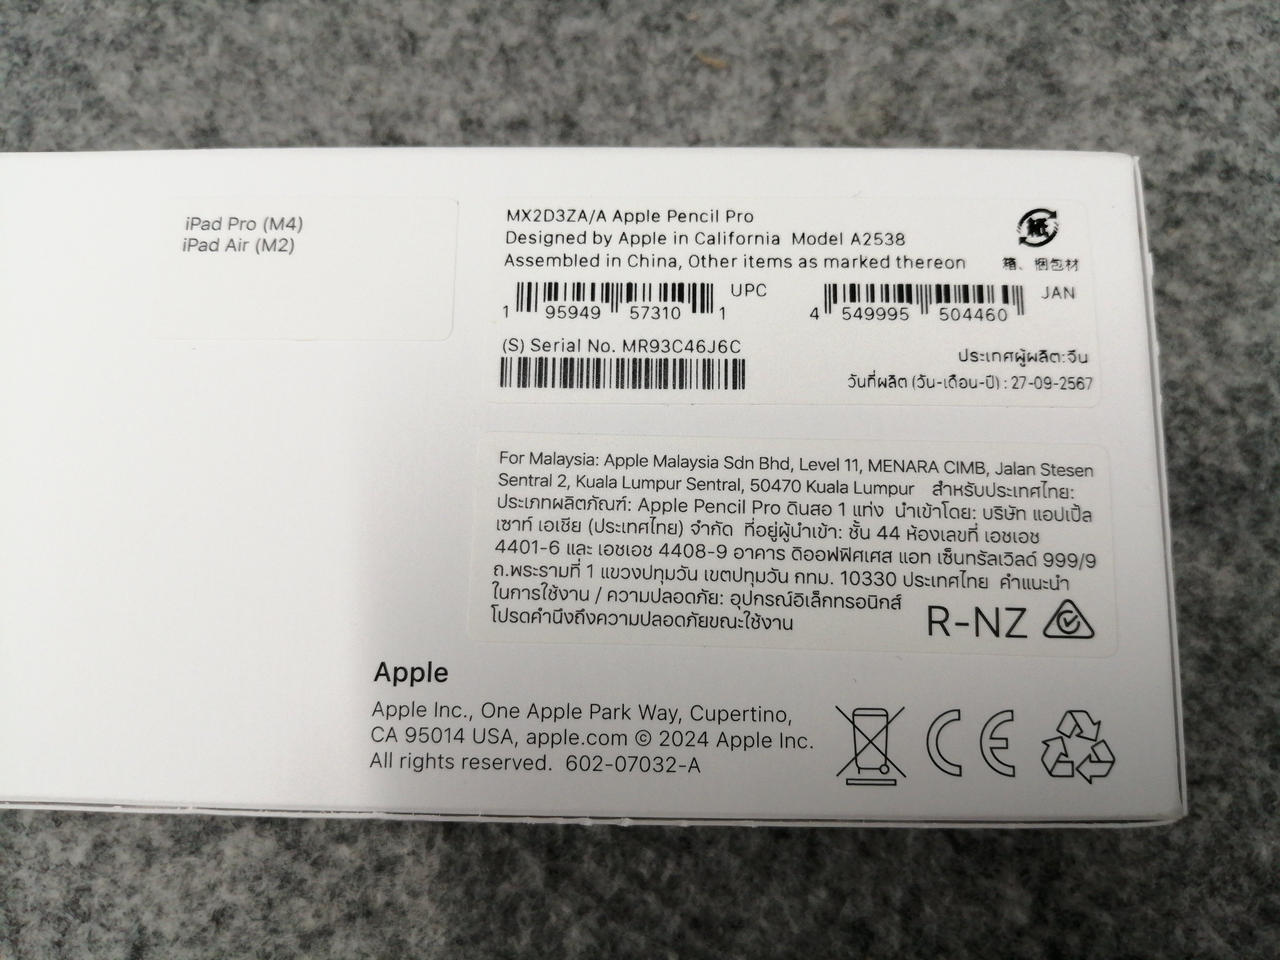 iPad Pro (M4)
iPad Air (M2)
MX2D3ZA/A Apple Pencil Pro
Designed by Apple in California Model A2538
Assembled in China, Other items as marked thereon
紙
箱、梱包材
UPC
1 95949 57310 1
JAN
4 549995 504460
(S) Serial No. MR93C46J6C
ประเทศผู้ผลิต:จีน
วันที่ผลิต (วัน-เดือน-ปี) : 27-09-2567
For Malaysia: Apple Malaysia Sdn Bhd, Level 11, MENARA CIMB, Jalan Stesen
Sentral 2, Kuala Lumpur Sentral, 50470 Kuala Lumpur สำหรับประเทศไทย:
ประเภทผลิตภัณฑ์: Apple Pencil Pro ดินสอ 1 แท่ง นำเข้าโดย: บริษัท แอปเปิ้ล
เซาท์ เอเชีย (ประเทศไทย) จำกัด ที่อยู่ผู้นำเข้า: ชั้น 44 ห้องเลขที่ เอชเอช
4401-6 และ เอชเอช 4408-9 อาคาร ดิออฟฟิศเศส แอท เซ็นทรัลเวิลด์ 999/9
ถ.พระรามที่ 1 แขวงปทุมวัน เขตปทุมวัน กทม. 10330 ประเทศไทย คำแนะนำ
ในการใช้งาน / ความปลอดภัย: อุปกรณ์อิเล็กทรอนิกส์
โปรดคำนึงถึงความปลอดภัยขณะใช้งาน
R-NZ
Apple
Apple Inc., One Apple Park Way, Cupertino,
CA 95014 USA, apple.com © 2024 Apple Inc.
All rights reserved. 602-07032-A
CE